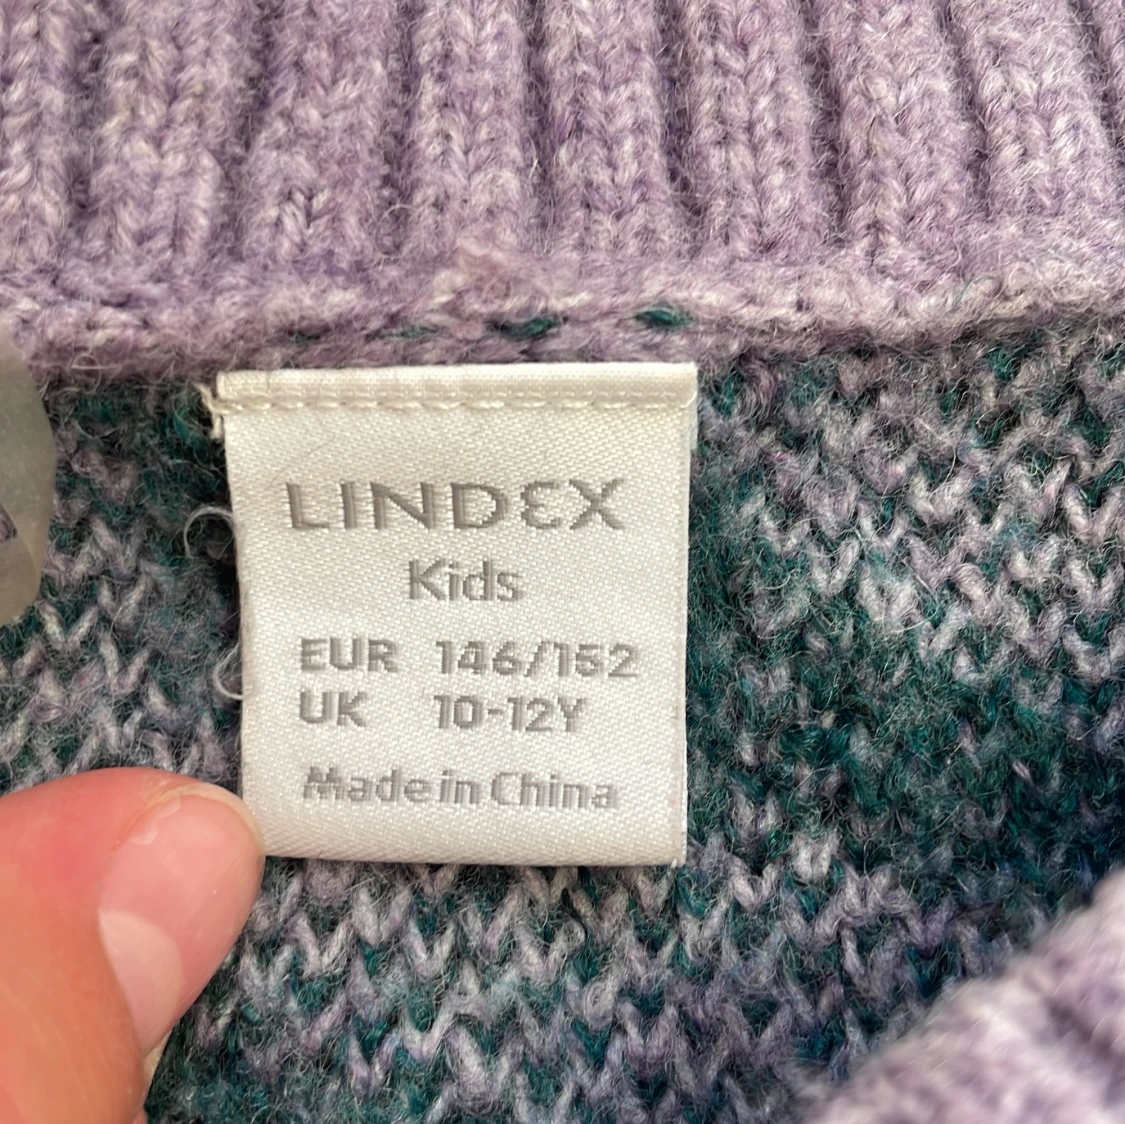 LINDEX
Kids
EUR 146/152
UK 10-12Y
Made in China